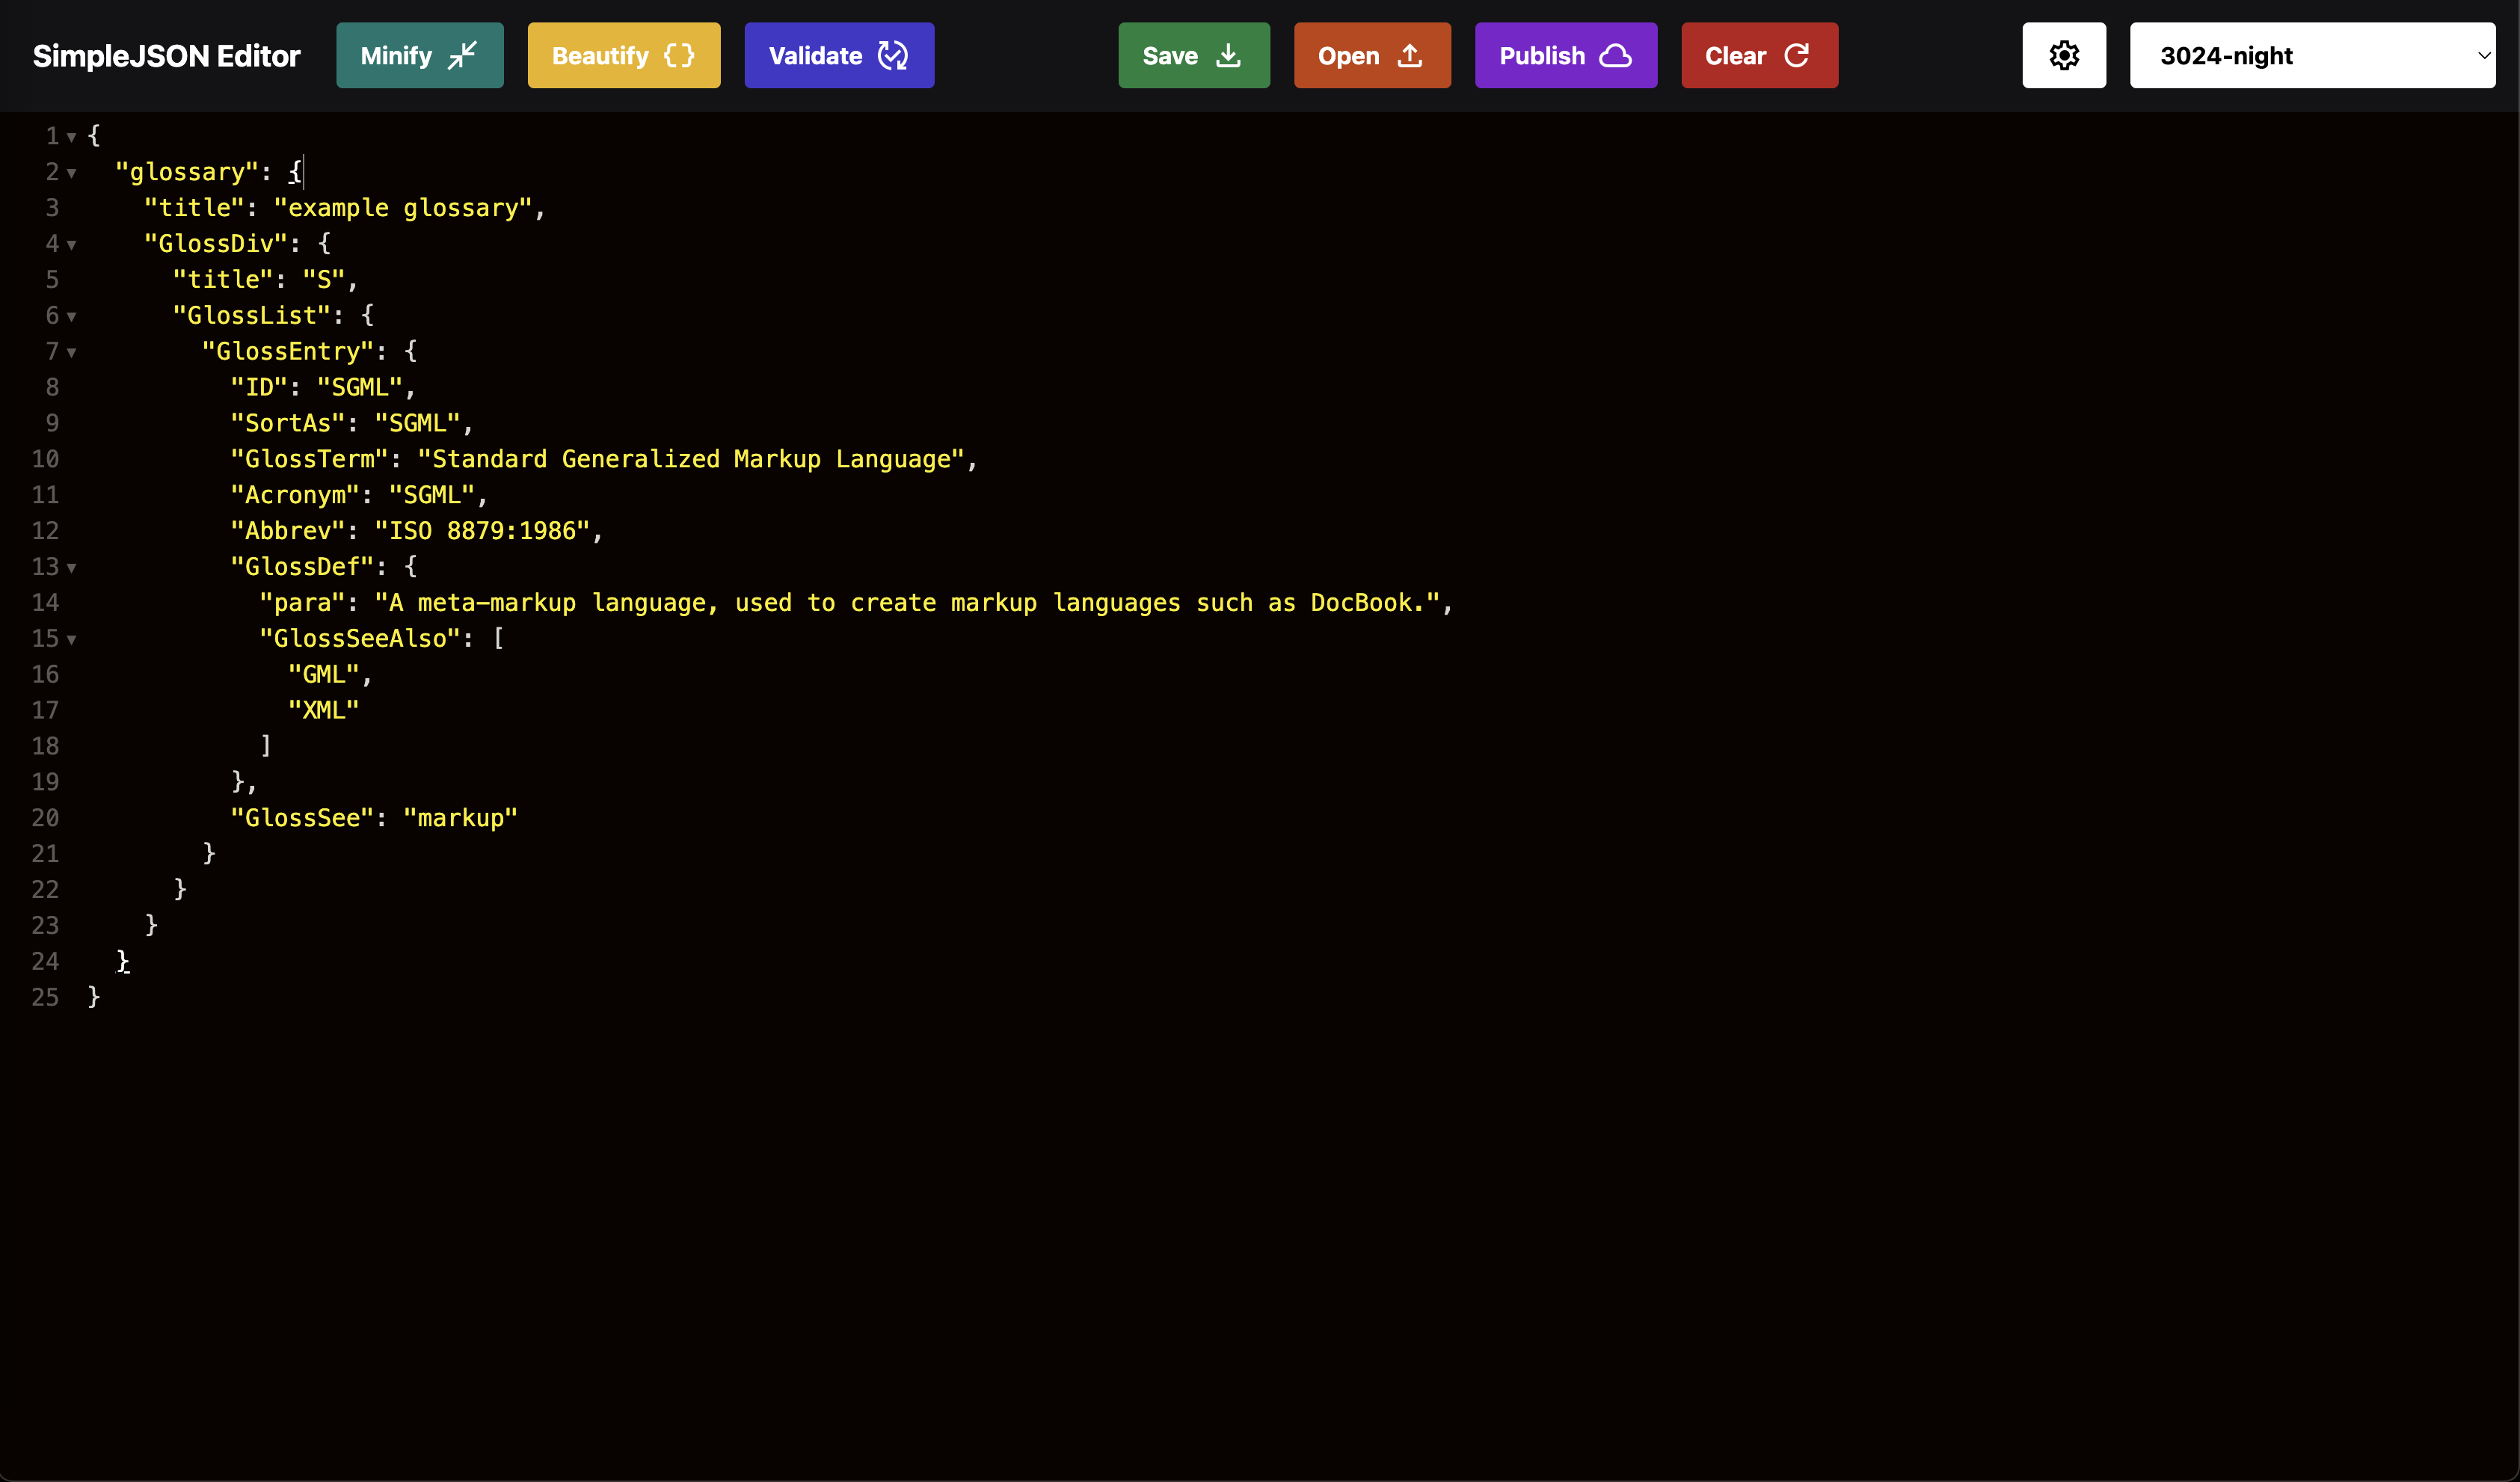 SimpleJSON Editor Minify Beautify Validate Save Open Publish Clear 3024-night
1 {
2   "glossary": {
3     "title": "example glossary",
4     "GlossDiv": {
5       "title": "S",
6       "GlossList": {
7         "GlossEntry": {
8           "ID": "SGML",
9           "SortAs": "SGML",
10           "GlossTerm": "Standard Generalized Markup Language",
11           "Acronym": "SGML",
12           "Abbrev": "ISO 8879:1986",
13           "GlossDef": {
14             "para": "A meta-markup language, used to create markup languages such as DocBook.",
15             "GlossSeeAlso": [
16               "GML",
17               "XML"
18             ]
19           },
20           "GlossSee": "markup"
21         }
22       }
23     }
24   }
25 }